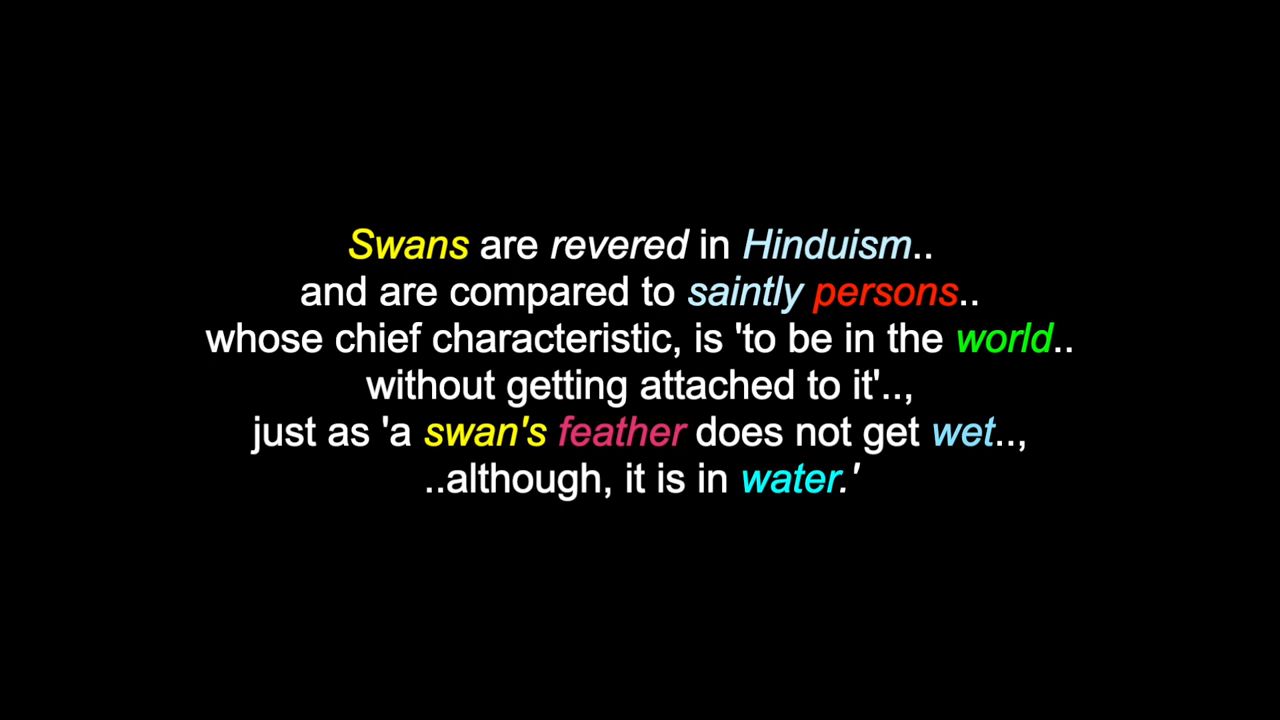 Swans are revered in Hinduism..
and are compared to saintly persons..
whose chief characteristic, is 'to be in the world..
without getting attached to it'..,
just as 'a swan's feather does not get wet..,
..although, it is in water.'